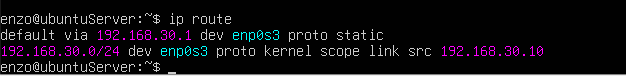 enzo@ubuntuServer:~$ ip route
default via 192.168.30.1 dev enp0s3 proto static
192.168.30.0/24 dev enp0s3 proto kernel scope link src 192.168.30.10
enzo@ubuntuServer:~$ _